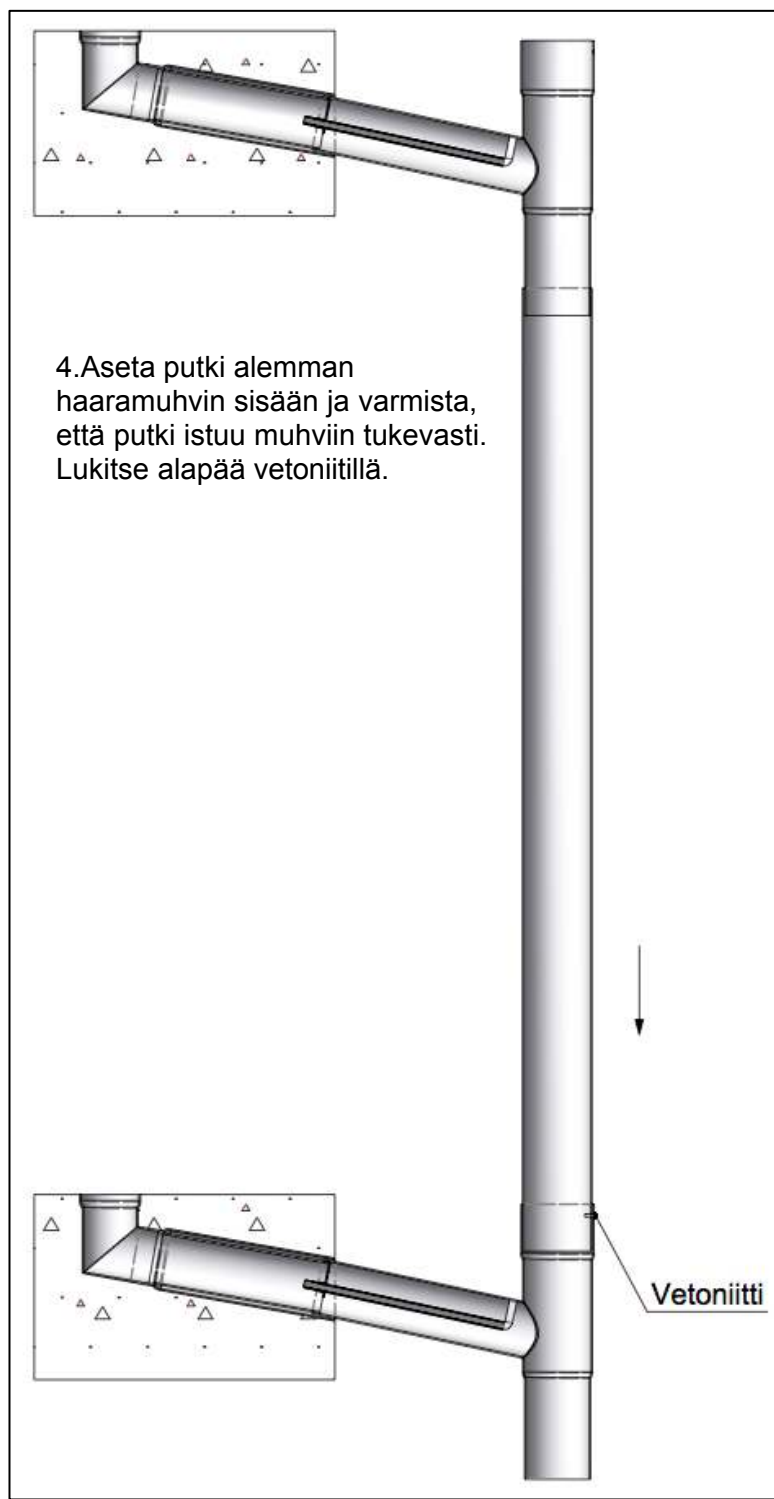 4.Aseta putki alemman
haaramuhvin sisään ja varmista,
että putki istuu muhviin tukevasti.
Lukitse alapää vetoniitillä.
Vetoniitti